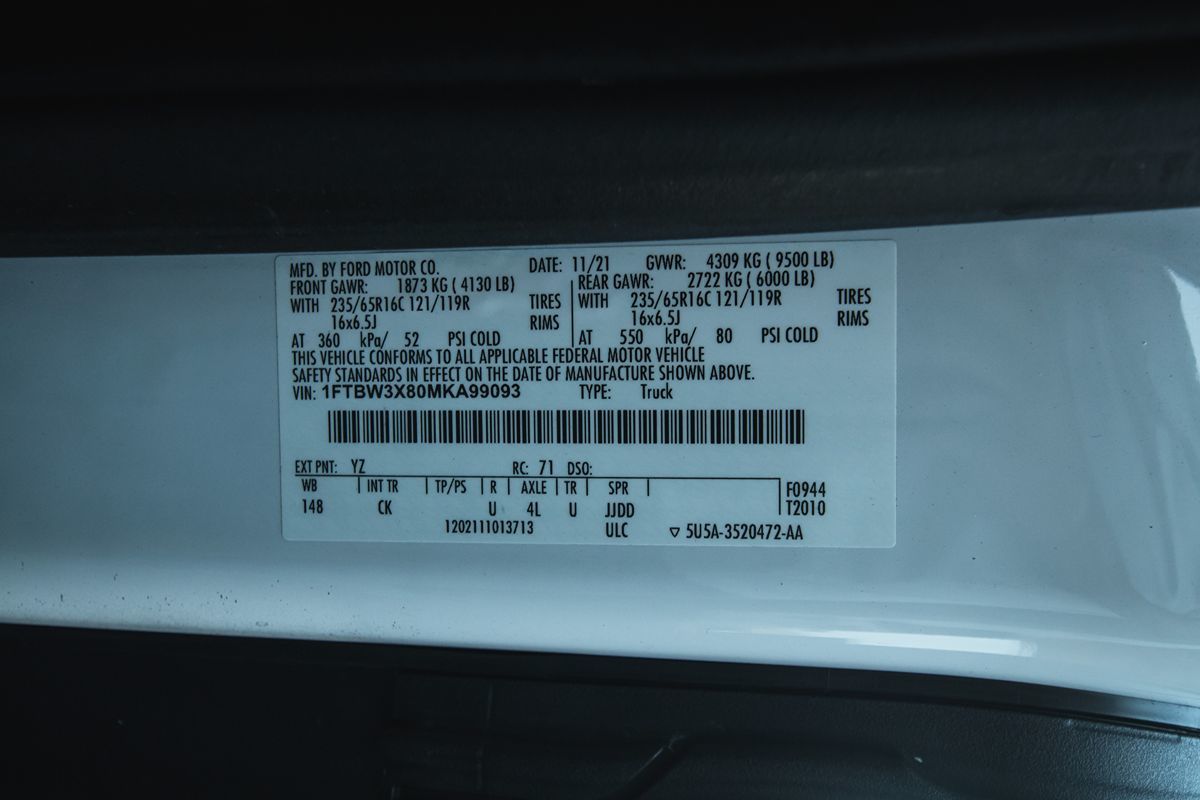 MFD. BY FORD MOTOR CO. DATE: 11/21 GVWR: 4309 KG ( 9500 LB)
FRONT GAWR: 1873 KG ( 4130 LB) REAR GAWR: 2722 KG ( 6000 LB)
WITH 235/65R16C 121/119R TIRES WITH 235/65R16C 121/119R TIRES
16x6.5J RIMS 16x6.5J RIMS
AT 360 kPa/ 52 PSI COLD AT 550 kPa/ 80 PSI COLD
THIS VEHICLE CONFORMS TO ALL APPLICABLE FEDERAL MOTOR VEHICLE
SAFETY STANDARDS IN EFFECT ON THE DATE OF MANUFACTURE SHOWN ABOVE.
VIN: 1FTBW3X80MKA99093 TYPE: Truck
EXT PNT: YZ RC: 71 DSO:
WB INT TR TP/PS R AXLE TR SPR F0944
148 CK U 4L U JJDD T2010
1202111013713 ULC ▽ 5U5A-3520472-AA